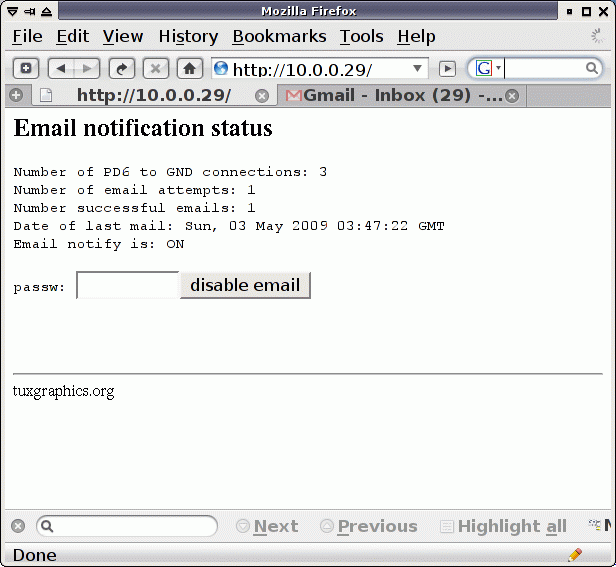 Mozilla Firefox
File Edit View History Bookmarks Tools Help
http://10.0.0.29/ G
http://10.0.0.29/ Gmail - Inbox (29) -...
Email notification status
Number of PD6 to GND connections: 3
Number of email attempts: 1
Number successful emails: 1
Date of last mail: Sun, 03 May 2009 03:47:22 GMT
Email notify is: ON
passw: disable email
tuxgraphics.org
Next Previous Highlight all M
Done